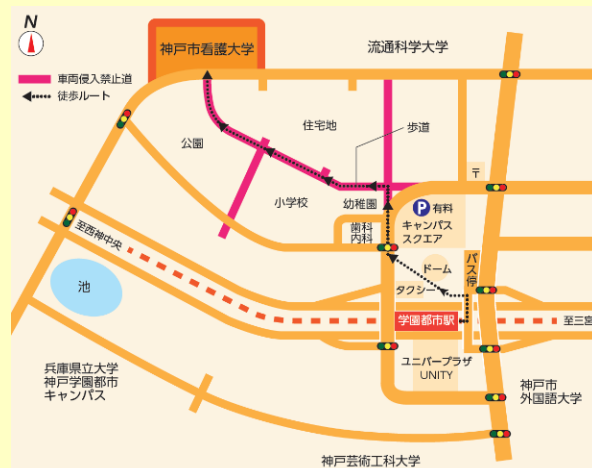 N
神戸市看護大学
流通科学大学
車両侵入禁止道
徒歩ルート
住宅地
歩道
公園
〒
小学校
幼稚園
P 有料
キャンパス
スクエア
歯科
内科
至西神中央
ドーム
バス停
タクシー
池
学園都市駅
至三宮
ユニバープラザ
UNITY
兵庫県立大学
神戸学園都市
キャンパス
神戸市
外国語大学
神戸芸術工科大学